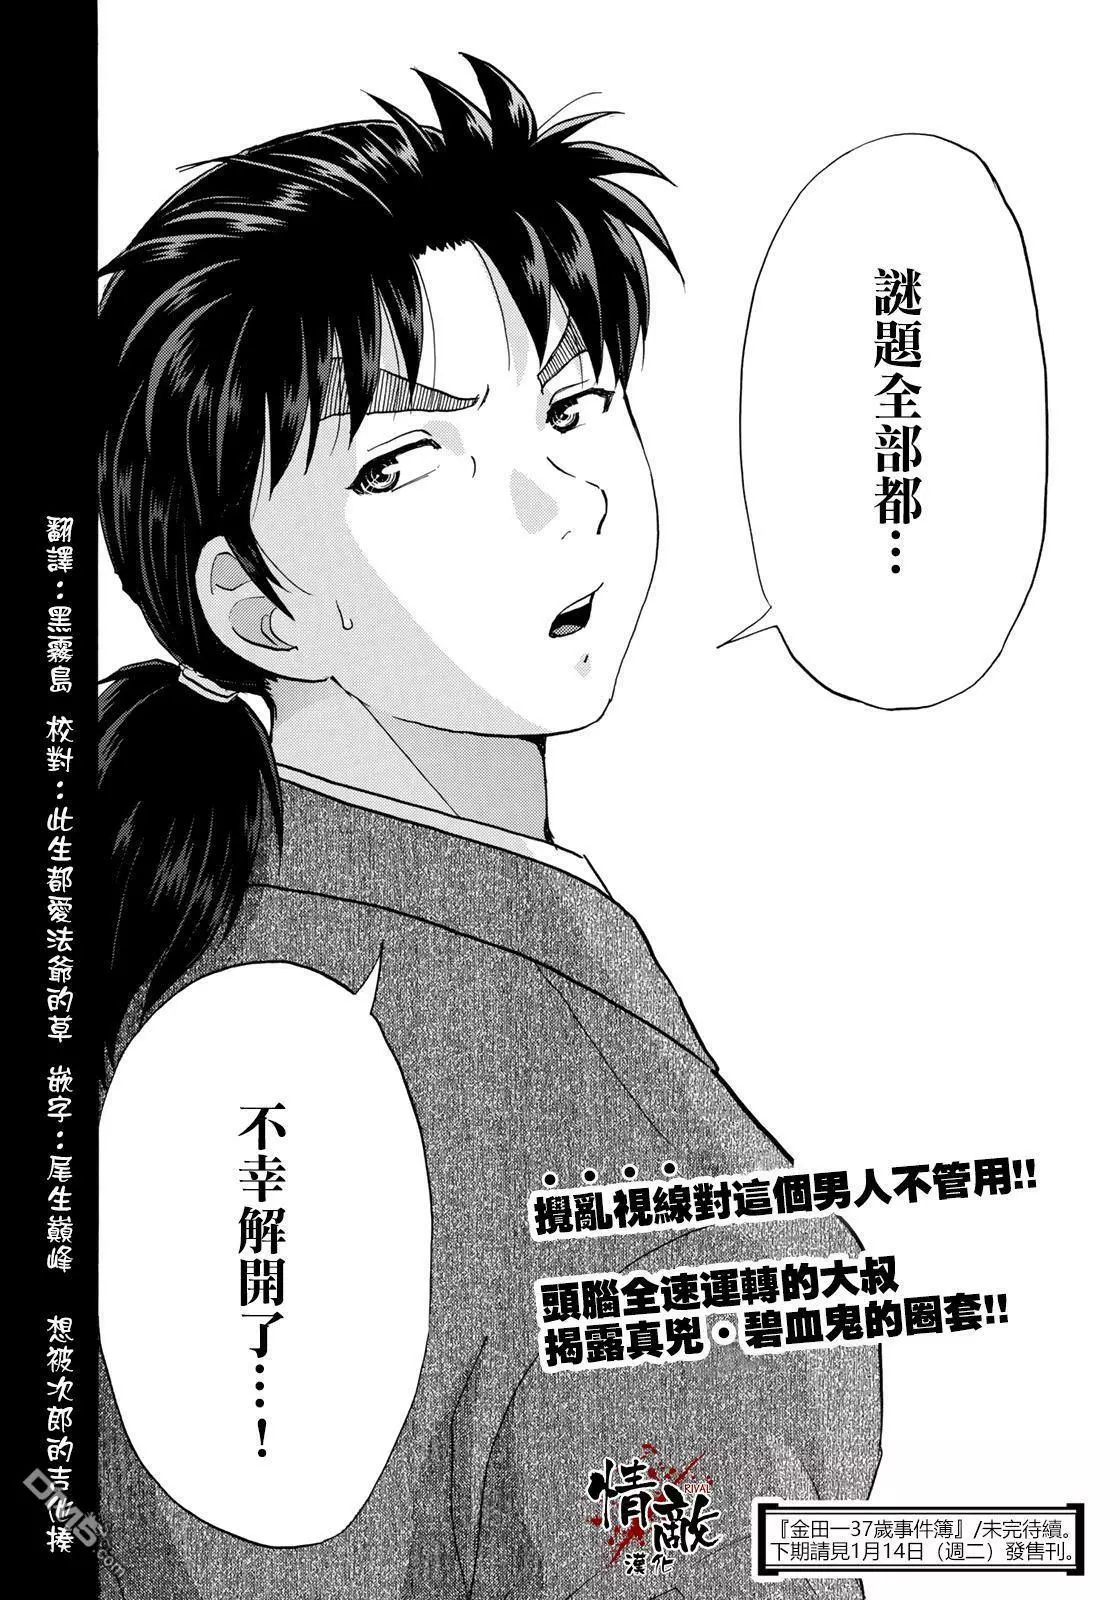 謎題全部都…
不幸解開了…！
攪亂視線對這個男人不管用!!
頭腦全速運轉的大叔
揭露真兇·碧血鬼的圈套!!
翻譯：黑霧島 校對：此生都愛法爺的草 嵌字：尾生巔峰 想被次郎的吉他揍
情敵
RIVAL
漢化
『金田一37歲事件簿』/未完待續。
下期請見1月14日（週二）發售刊。